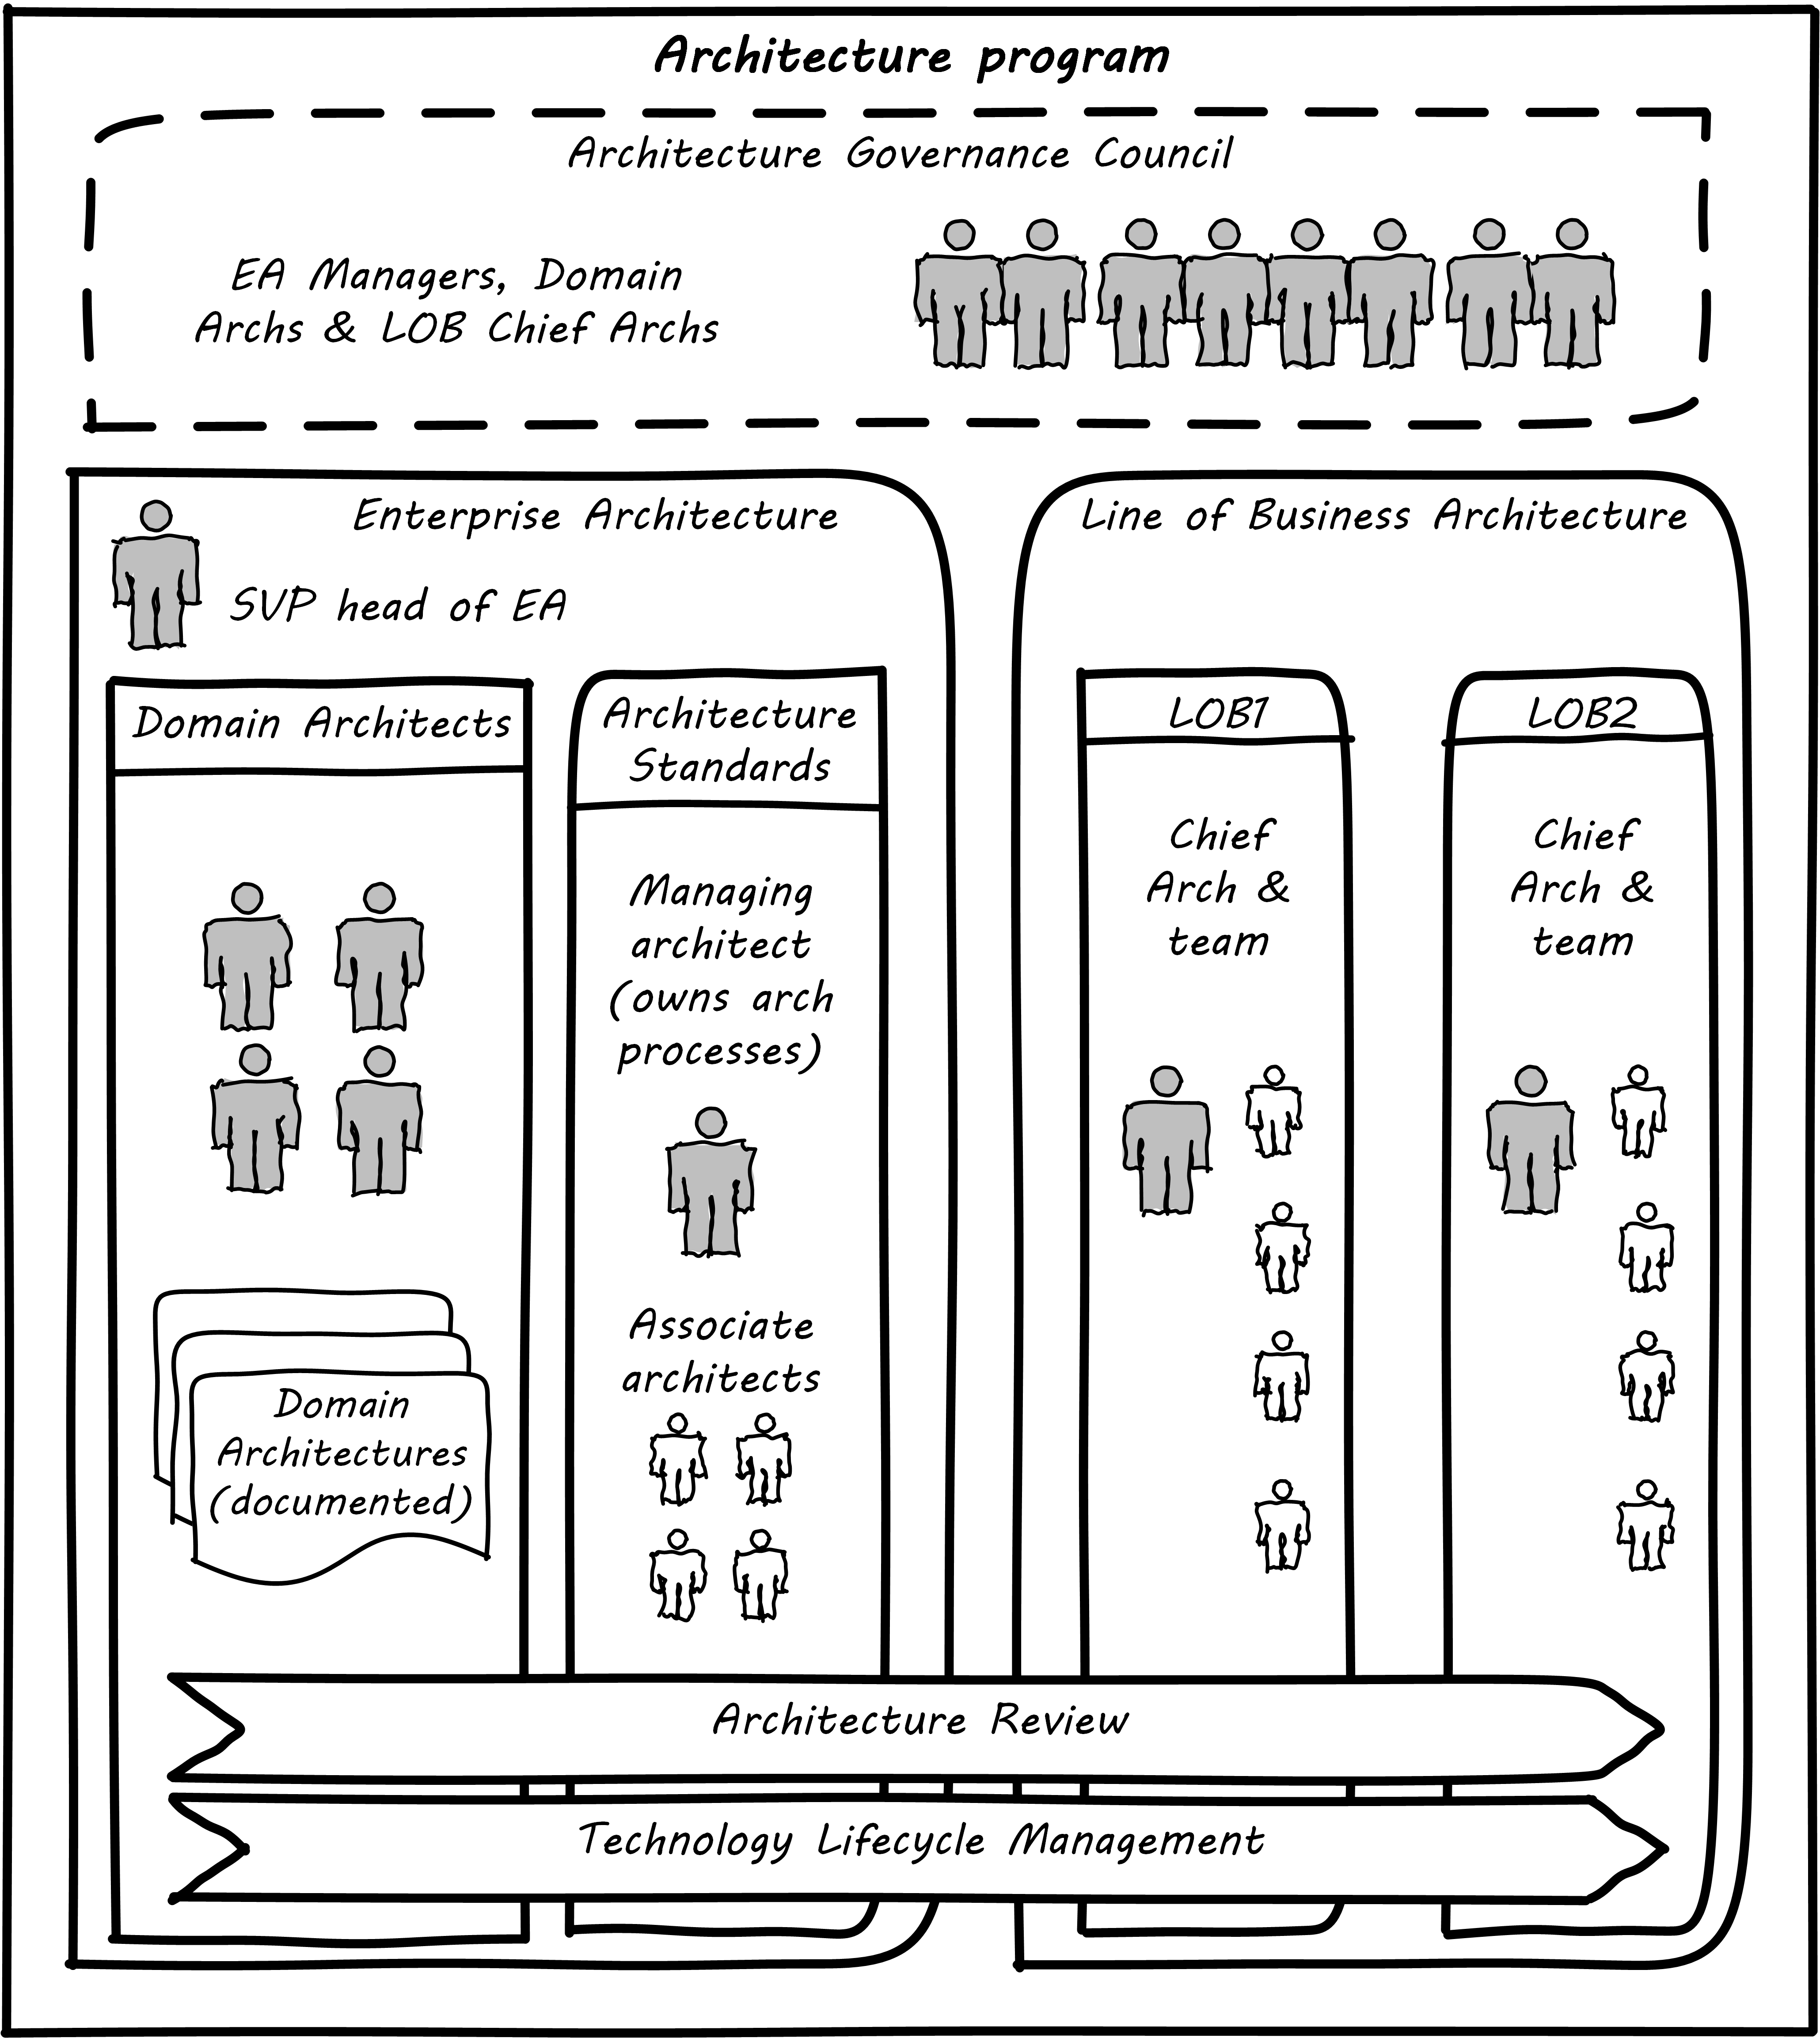 Architecture program
Architecture Governance Council
EA Managers, Domain
Archs & LOB Chief Archs
Enterprise Architecture
SVP head of EA
Domain Architects
Domain
Architectures
(documented)
Architecture
Standards
Managing
architect
(owns arch
processes)
Associate
architects
Line of Business Architecture
LOB1
Chief
Arch &
team
LOB2
Chief
Arch &
team
Architecture Review
Technology Lifecycle Management